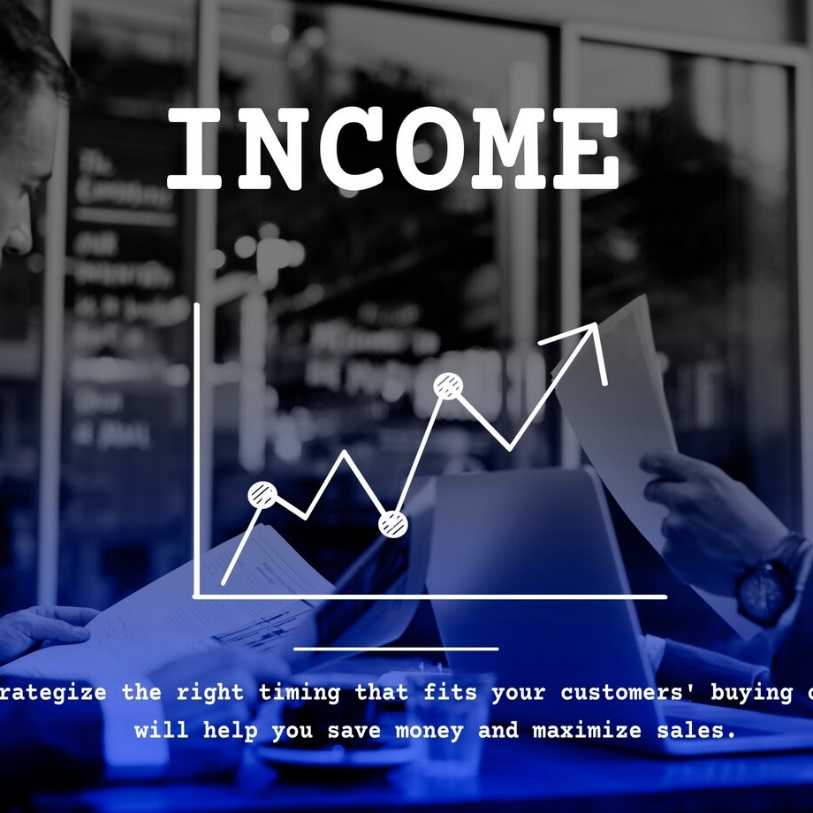 INCOME
rategize the right timing that fits your customers' buying
will help you save money and maximize sales.